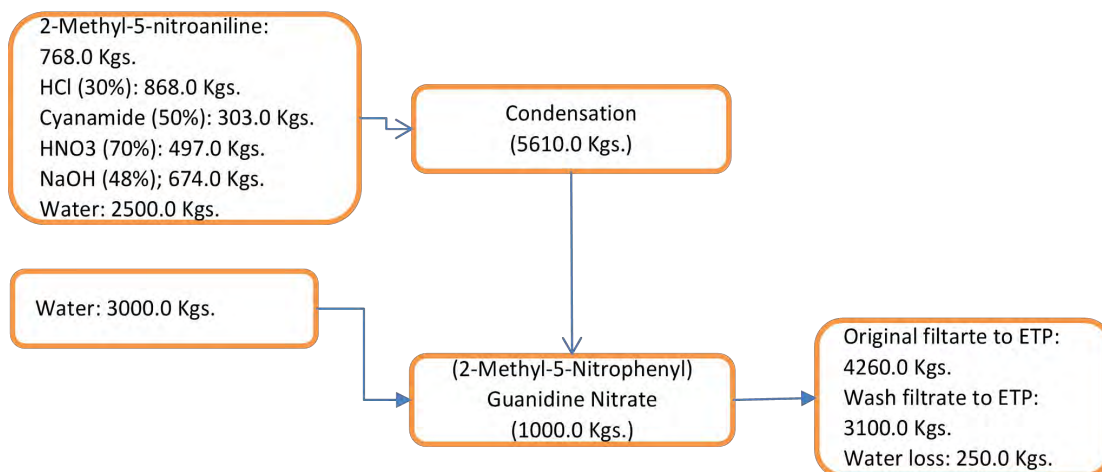 2-Methyl-5-nitroaniline:
768.0 Kgs.
HCl (30%): 868.0 Kgs.
Cyanamide (50%): 303.0 Kgs.
HNO3 (70%): 497.0 Kgs.
NaOH (48%); 674.0 Kgs.
Water: 2500.0 Kgs.
Condensation
(5610.0 Kgs.)
Water: 3000.0 Kgs.
(2-Methyl-5-Nitrophenyl)
Guanidine Nitrate
(1000.0 Kgs.)
Original filtarte to ETP:
4260.0 Kgs.
Wash filtrate to ETP:
3100.0 Kgs.
Water loss: 250.0 Kgs.